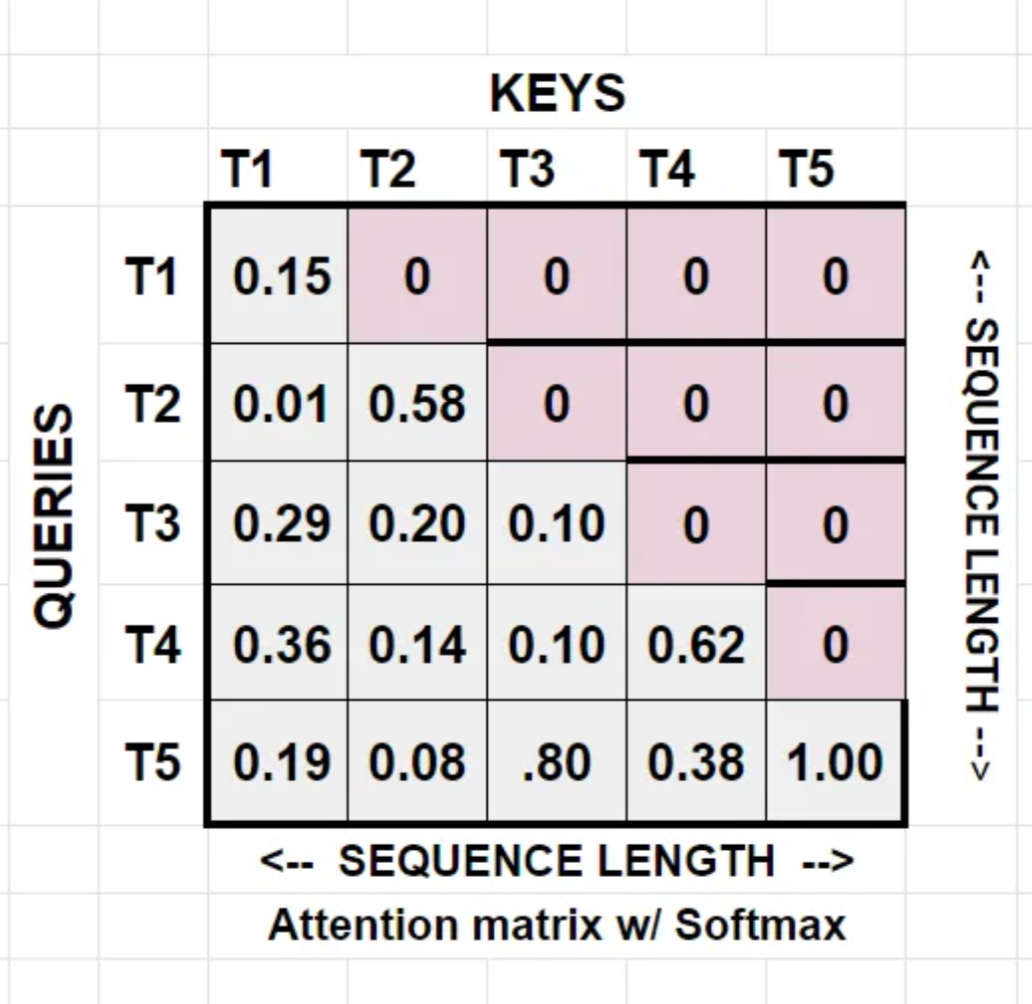 KEYS
T1 T2 T3 T4 T5
QUERIES
T1 0.15 0 0 0 0
T2 0.01 0.58 0 0 0
T3 0.29 0.20 0.10 0 0
T4 0.36 0.14 0.10 0.62 0
T5 0.19 0.08 .80 0.38 1.00
<--- SEQUENCE LENGTH -->
<-- SEQUENCE LENGTH -->
Attention matrix w/ Softmax